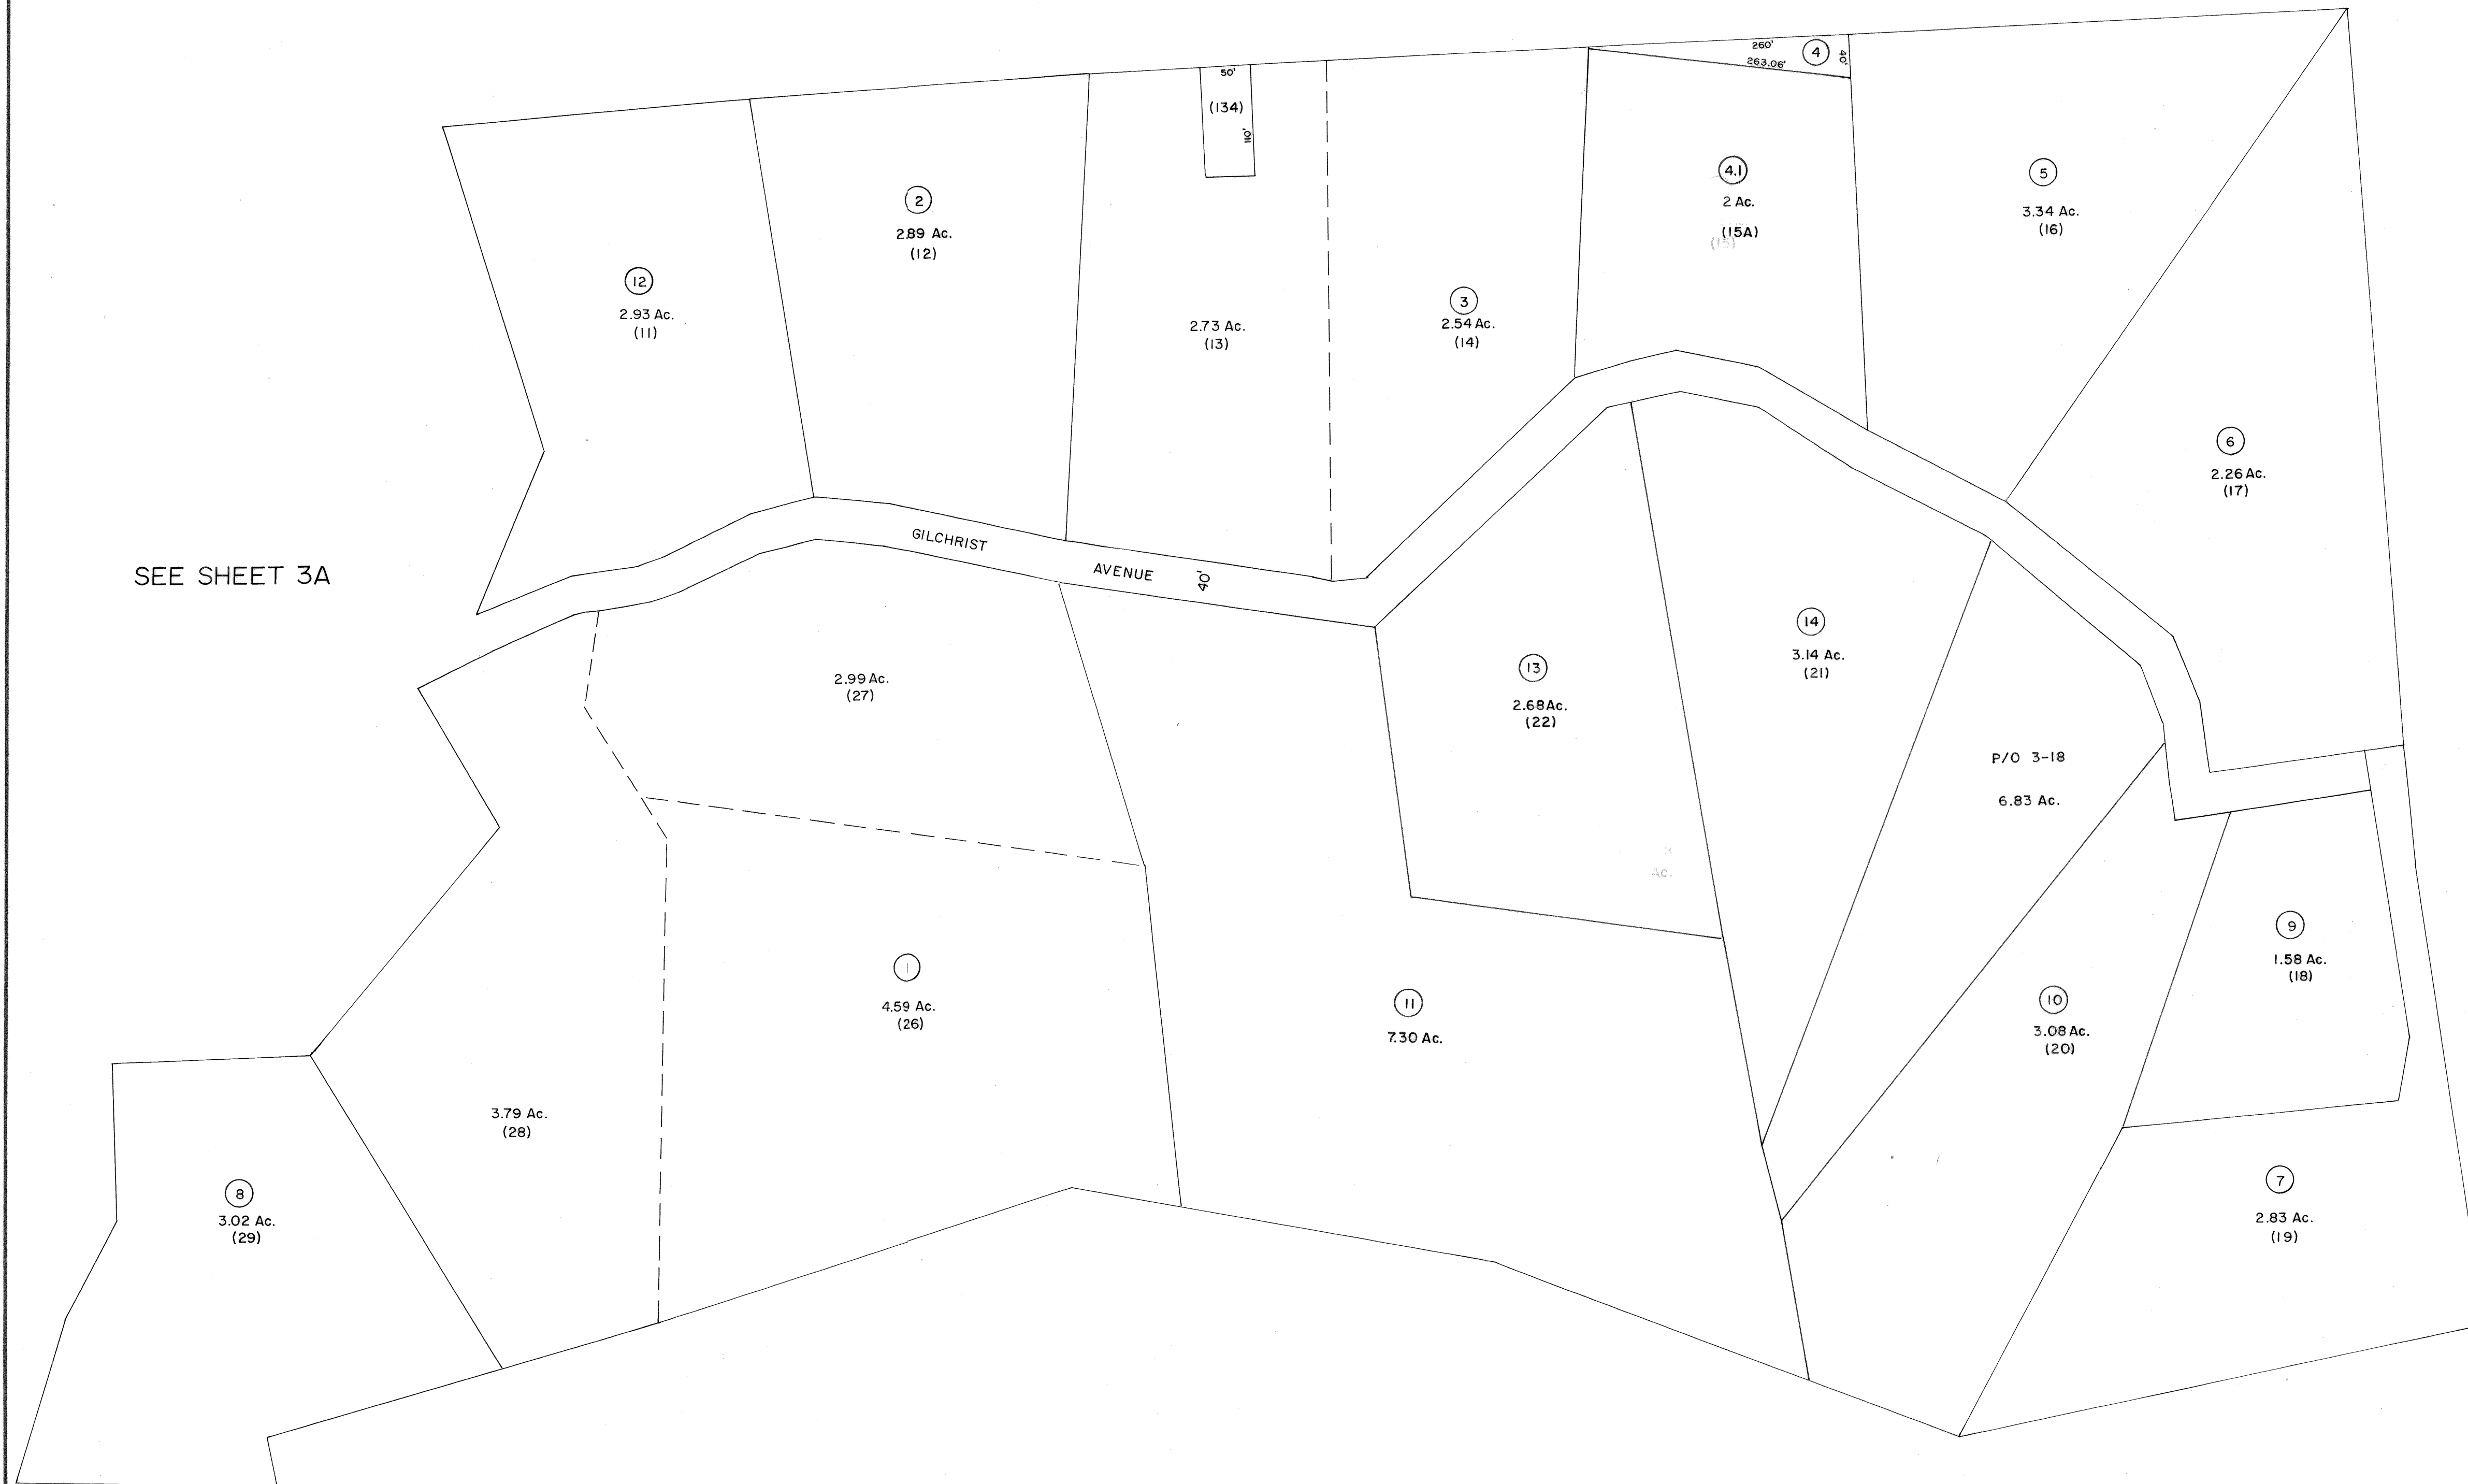 260'
4
40'
263.06'
50'
(134)
110'
4.1
2 Ac.
(15A)
(15)
5
3.34 Ac.
(16)
2
2.89 Ac.
(12)
12
2.93 Ac.
(11)
2.73 Ac.
(13)
3
2.54 Ac.
(14)
6
2.26 Ac.
(17)
GILCHRIST
AVENUE
40'
SEE SHEET 3A
14
3.14 Ac.
(21)
13
2.68 Ac.
(22)
2.99 Ac.
(27)
P/O 3-18
6.83 Ac.
Ac.
9
1.58 Ac.
(18)
1
4.59 Ac.
(26)
11
7.30 Ac.
10
3.08 Ac.
(20)
3.79 Ac.
(28)
8
3.02 Ac.
(29)
7
2.83 Ac.
(19)